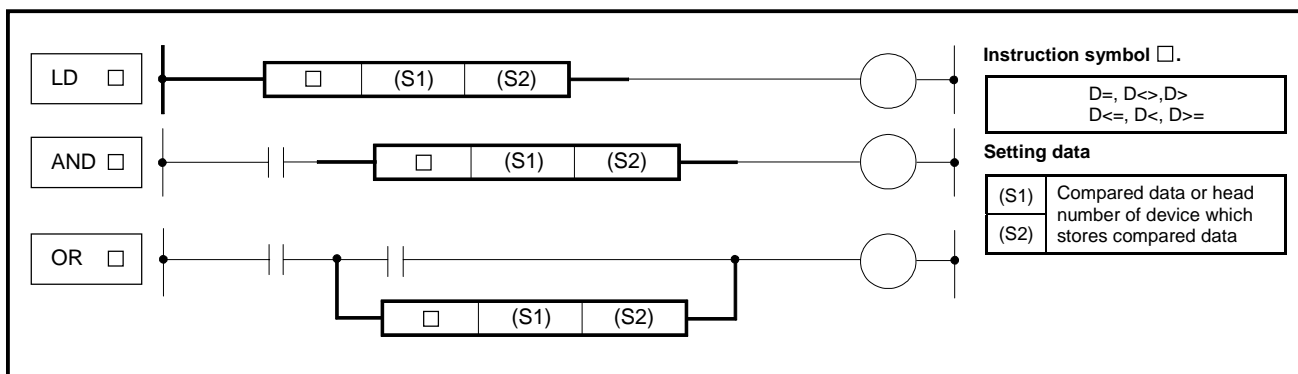 LD □
□ (S1) (S2)
AND □
□ (S1) (S2)
OR □
□ (S1) (S2)
Instruction symbol □.
D=, D<>,D>
D<=, D<, D>=
Setting data
(S1)
(S2)
Compared data or head
number of device which
stores compared data